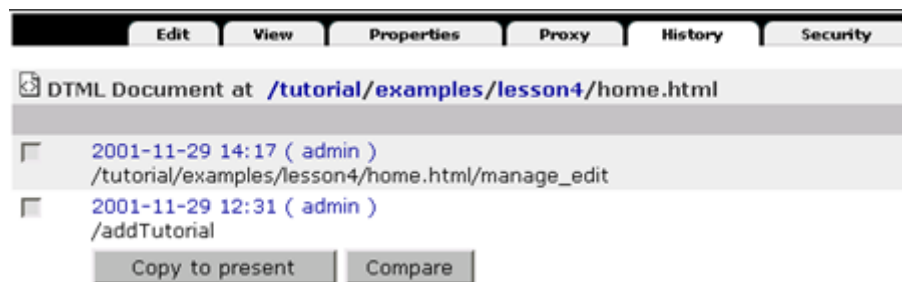 Edit View Properties Proxy History Security
DTML Document at /tutorial/examples/lesson4/home.html
2001-11-29 14:17 ( admin )
/tutorial/examples/lesson4/home.html/manage_edit
2001-11-29 12:31 ( admin )
/addTutorial
Copy to present Compare